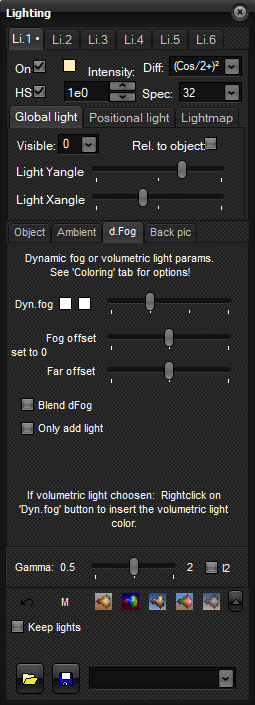 Lighting
Li.1 • Li.2 Li.3 Li.4 Li.5 Li.6
On Intensity: Diff: (Cos/2+)²
HS 1e0 Spec: 32
Global light Positional light Lightmap
Visible: 0 Rel. to object:
Light Yangle
Light Xangle
Object Ambient d.Fog Back pic
Dynamic fog or volumetric light params.
See 'Coloring' tab for options!
Dyn.fog
Fog offset
set to 0
Far offset
Blend dFog
Only add light
If volumetric light choosen: Rightclick on
'Dyn.fog' button to insert the volumetric light
color.
Gamma: 0.5 2 I2
M
Keep lights